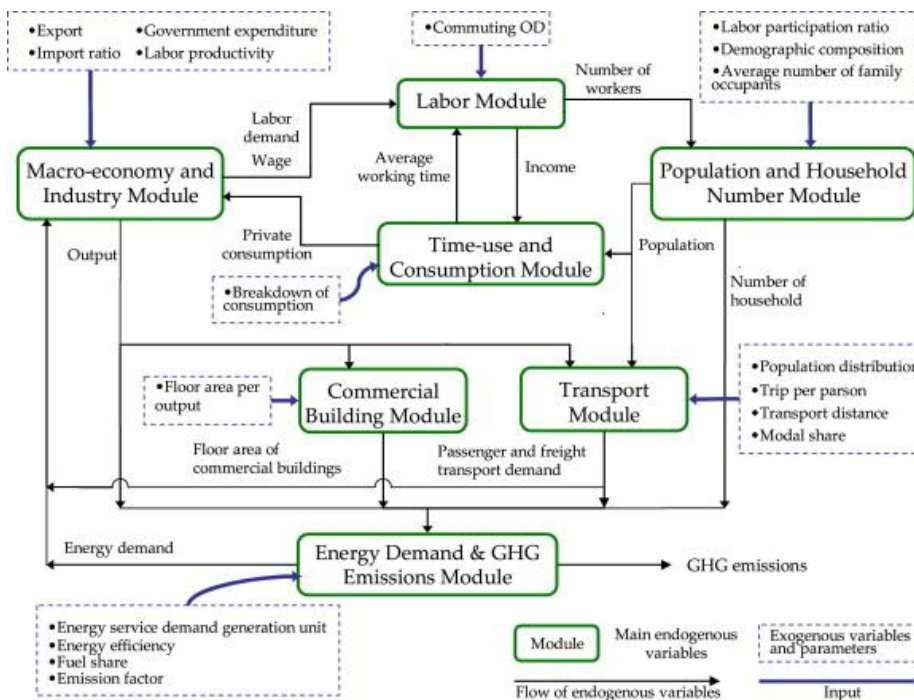 •Export
•Government expenditure
•Import ratio
•Labor productivity
•Commuting OD
•Labor participation ratio
•Demographic composition
•Average number of family
occupants
Number of
workers
Labor Module
Labor
demand
Wage
Average
working time
Income
Macro-economy and
Industry Module
Population and Household
Number Module
Private
consumption
Time-use and
Consumption Module
Population
Output
Number of
household
•Breakdown of
consumption
•Floor area per
output
Commercial
Building Module
Transport
Module
•Population distribution
•Trip per parson
•Transport distance
•Modal share
Floor area of
commercial buildings
Passenger and freight
transport demand
Energy demand
Energy Demand & GHG
Emissions Module
GHG emissions
•Energy service demand generation unit
•Energy efficiency
•Fuel share
•Emission factor
Module
Main endogenous
variables
Exogenous variables
and parameters
Flow of endogenous variables
Input